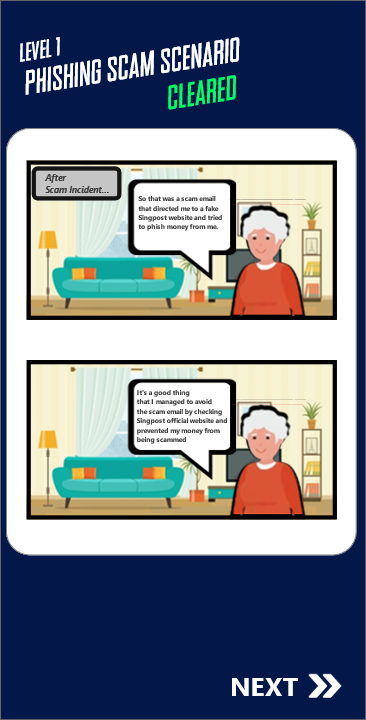 LEVEL 1
PHISHING SCAM SCENARIO
CLEARED
After
Scam Incident...
So that was a scam email
that directed me to a fake
Singpost website and tried
to phish money from me.
It's a good thing
that I managed to avoid
the scam email by checking
Singpost official website and
prevented my money from
being scammed
NEXT